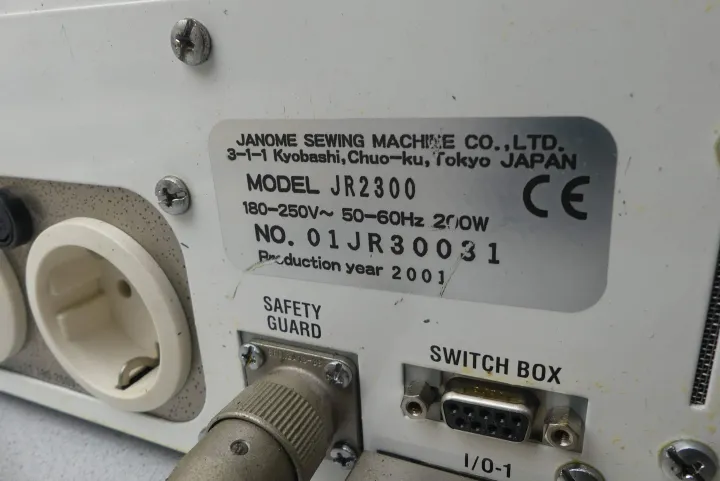 JANOME SEWING MACHINE CO.,LTD.
3-1-1 Kyobashi,Chuo-ku,Tokyo JAPAN
MODEL JR2300
CE
180-250V~ 50-60Hz 200W
NO. 01JR30031
Production year 2001
SAFETY
GUARD
SWITCH BOX
I/O-1